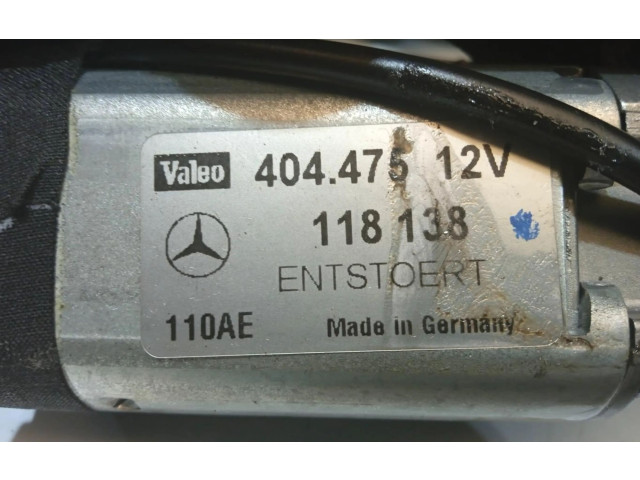 Valeo 404.475 12V
118 138
ENTSTOERT
110AE Made in Germany